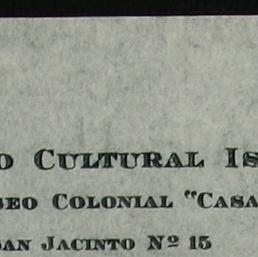 O CULTURAL IS
SEO COLONIAL "CASA
SAN JACINTO Nº 15